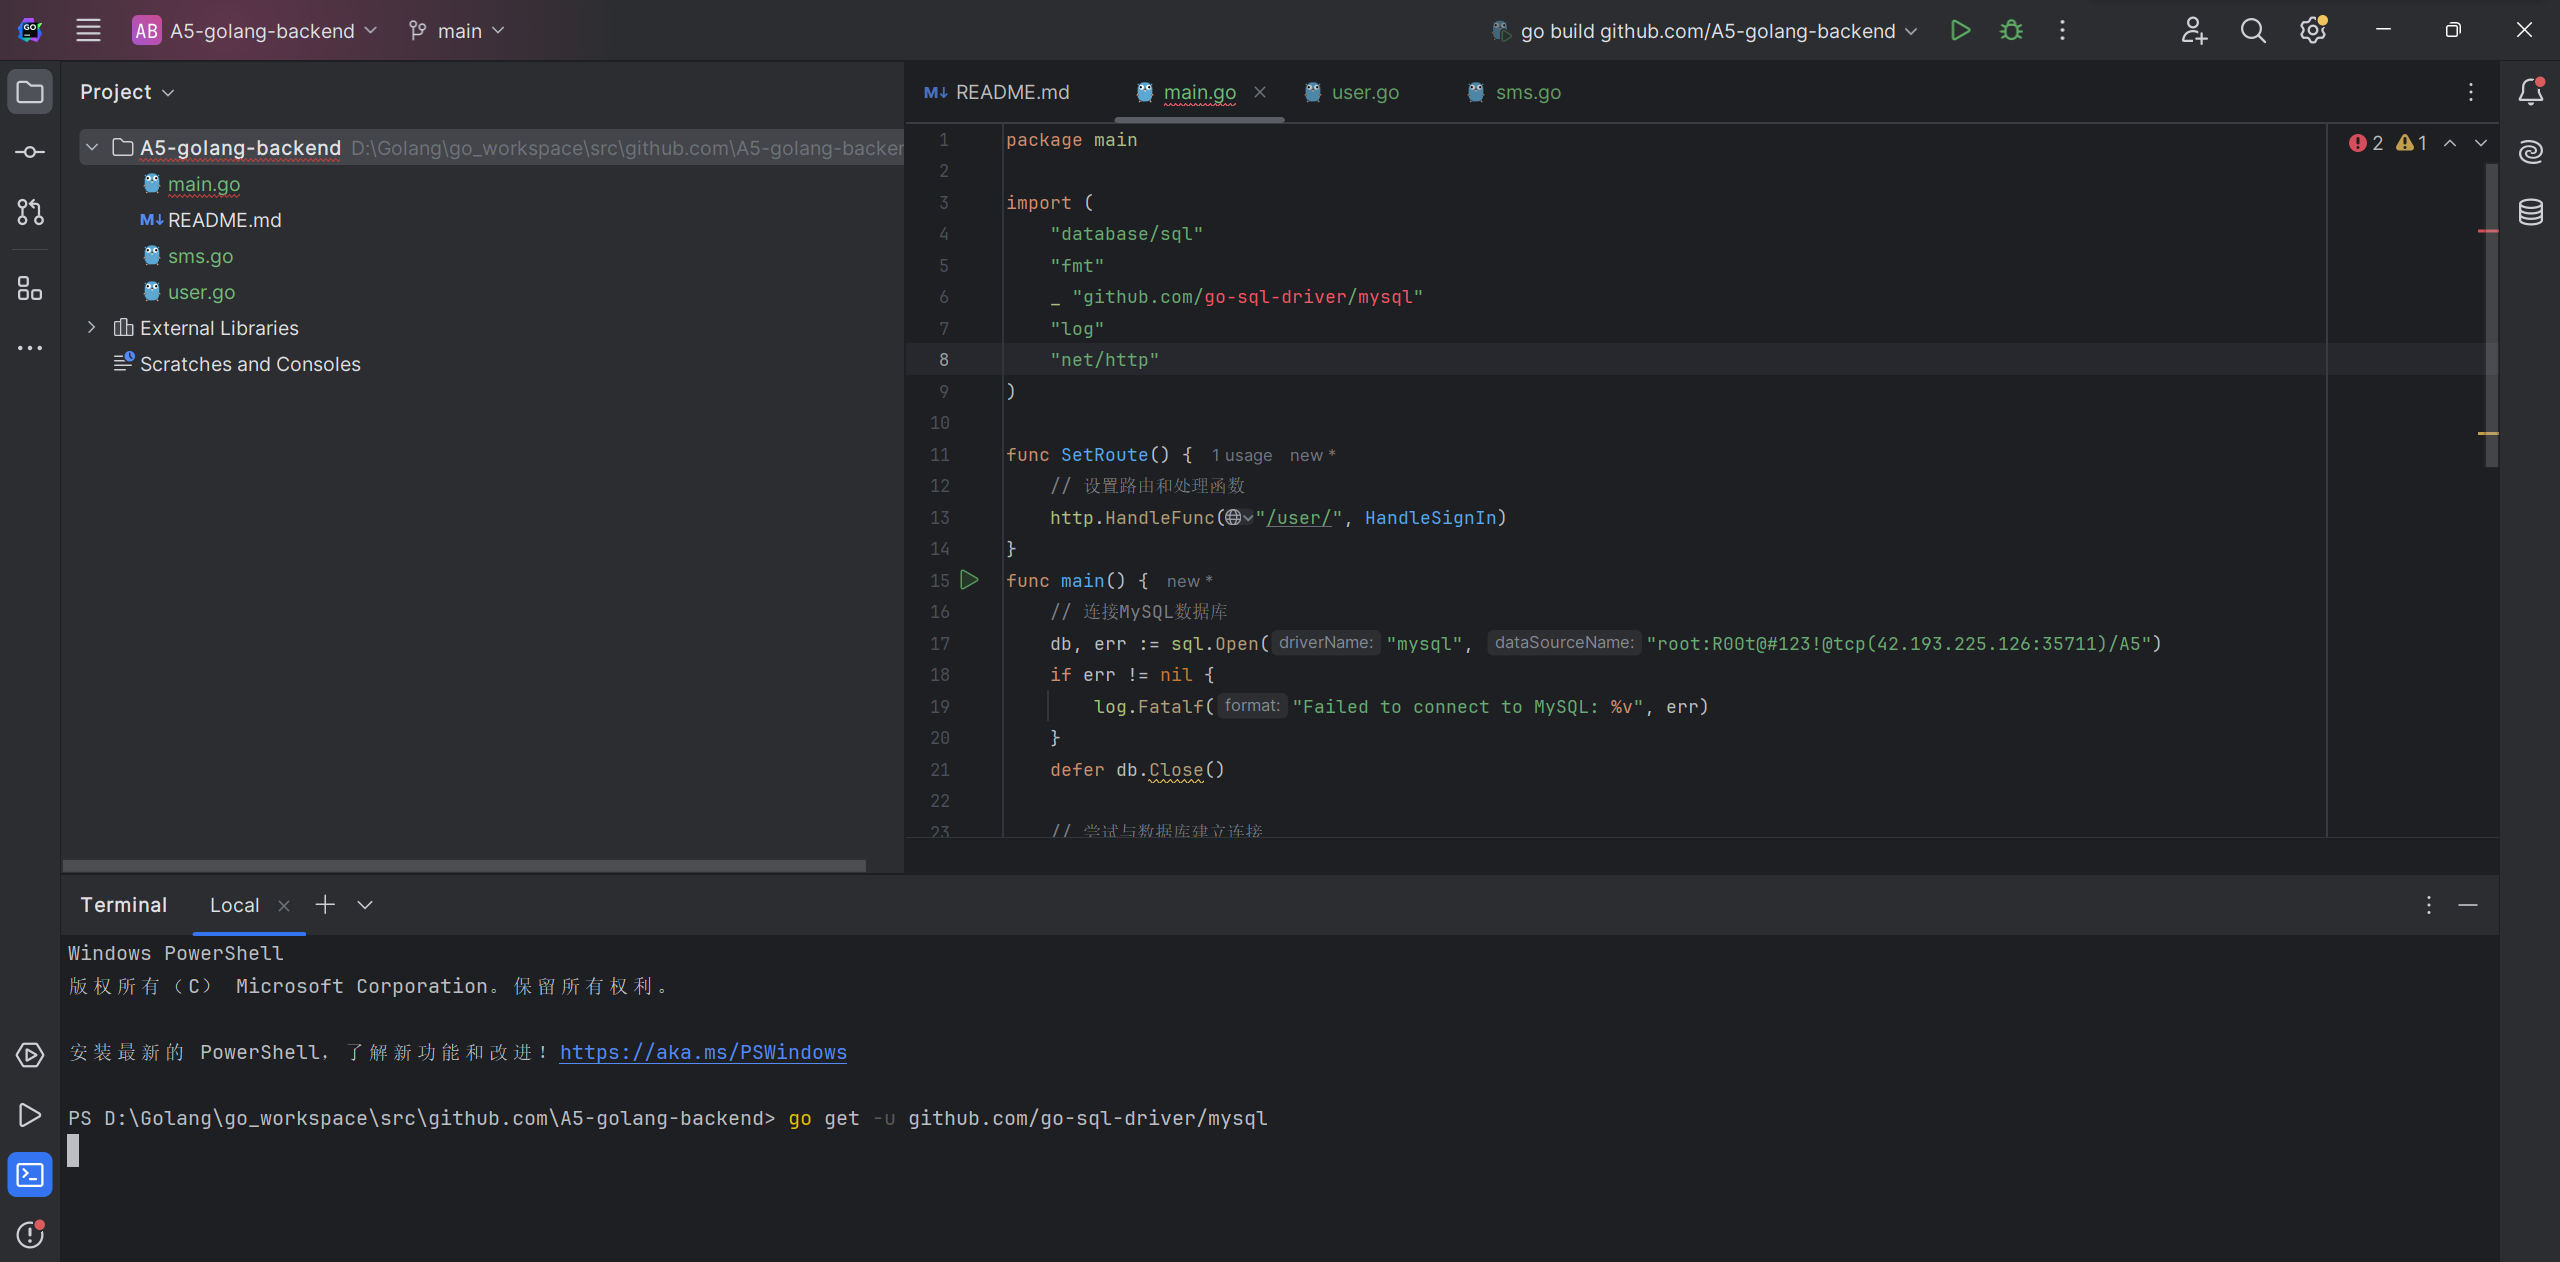 AB A5-golang-backend main go build github.com/A5-golang-backend
Project
A5-golang-backend D:\Golang\go_workspace\src\github.com\A5-golang-backen
main.go
README.md
sms.go
user.go
External Libraries
Scratches and Consoles
README.md main.go user.go sms.go
2 1
1 package main
2
3 import (
4 "database/sql"
5 "fmt"
6 _ "github.com/go-sql-driver/mysql"
7 "log"
8 "net/http"
9 )
10
11 func SetRoute() { 1 usage new *
12 // 设置路由和处理函数
13 http.HandleFunc("/user/", HandleSignIn)
14 }
15 func main() { new *
16 // 连接MySQL数据库
17 db, err := sql.Open(driverName: "mysql", dataSourceName: "root:R00t@#123!@tcp(42.193.225.126:35711)/A5")
18 if err != nil {
19 log.Fatalf(format: "Failed to connect to MySQL: %v", err)
20 }
21 defer db.Close()
22
23 // 尝试与数据库建立连接
Terminal Local
Windows PowerShell
版权所有（C） Microsoft Corporation。保留所有权利。
安装最新的 PowerShell，了解新功能和改进！https://aka.ms/PSWindows
PS D:\Golang\go_workspace\src\github.com\A5-golang-backend> go get -u github.com/go-sql-driver/mysql